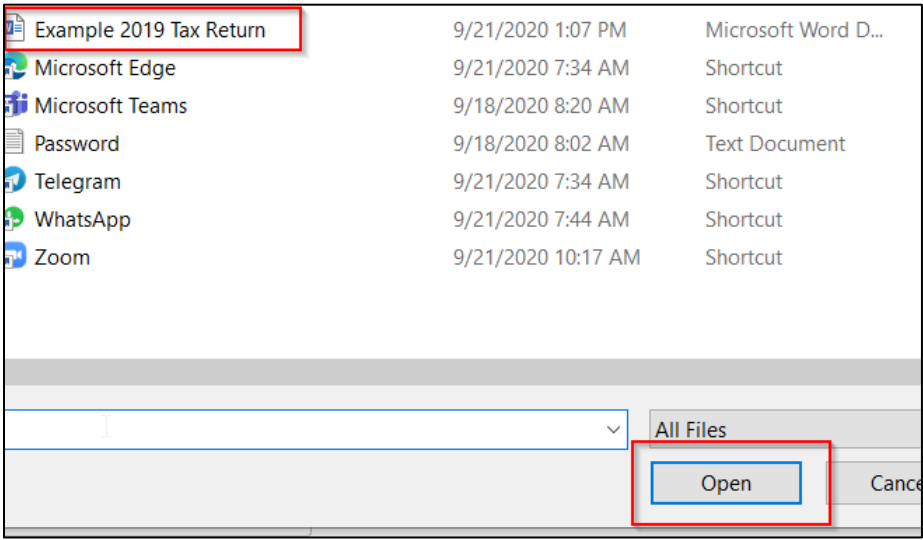 Example 2019 Tax Return 9/21/2020 1:07 PM Microsoft Word D...
Microsoft Edge 9/21/2020 7:34 AM Shortcut
Microsoft Teams 9/18/2020 8:20 AM Shortcut
Password 9/18/2020 8:02 AM Text Document
Telegram 9/21/2020 7:34 AM Shortcut
WhatsApp 9/21/2020 7:44 AM Shortcut
Zoom 9/21/2020 10:17 AM Shortcut
All Files
Open Cance